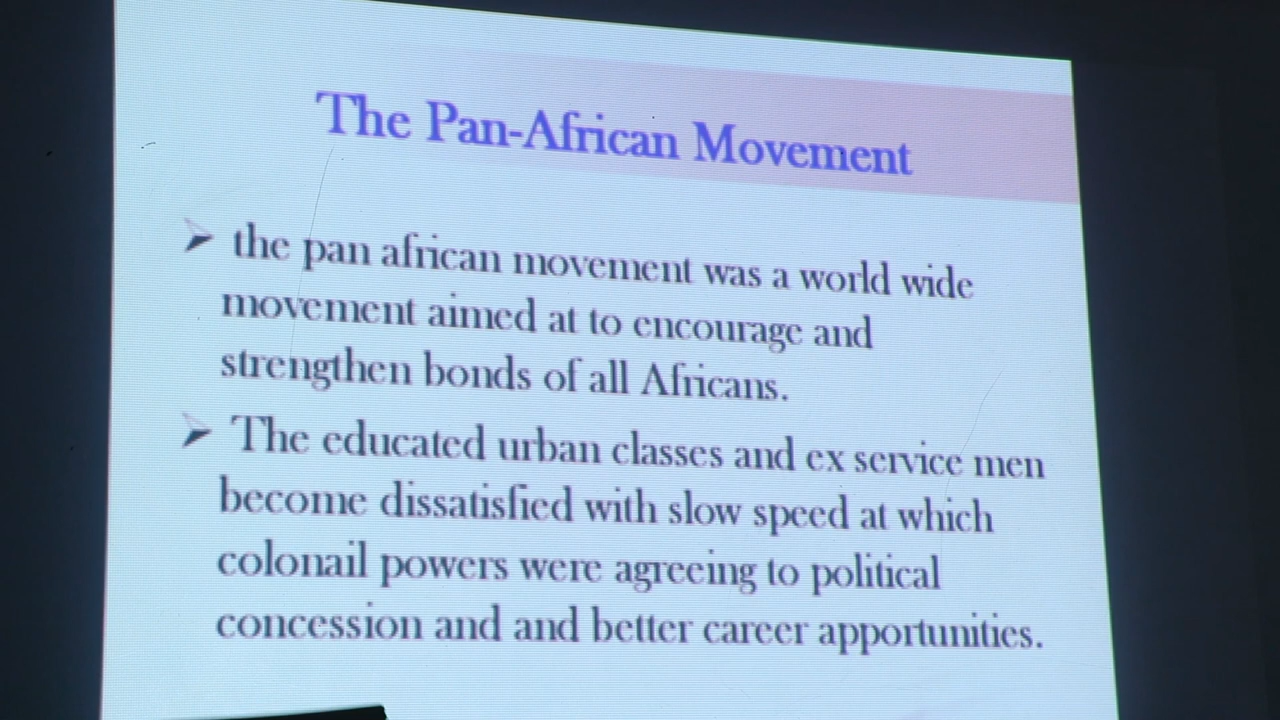 The Pan-African Movement
the pan african movement was a world wide
movement aimed at to encourage and
strengthen bonds of all Africans.
The educated urban classes and ex service men
become dissatisfied with slow speed at which
colonail powers were agreeing to political
concession and and better career apportunities.